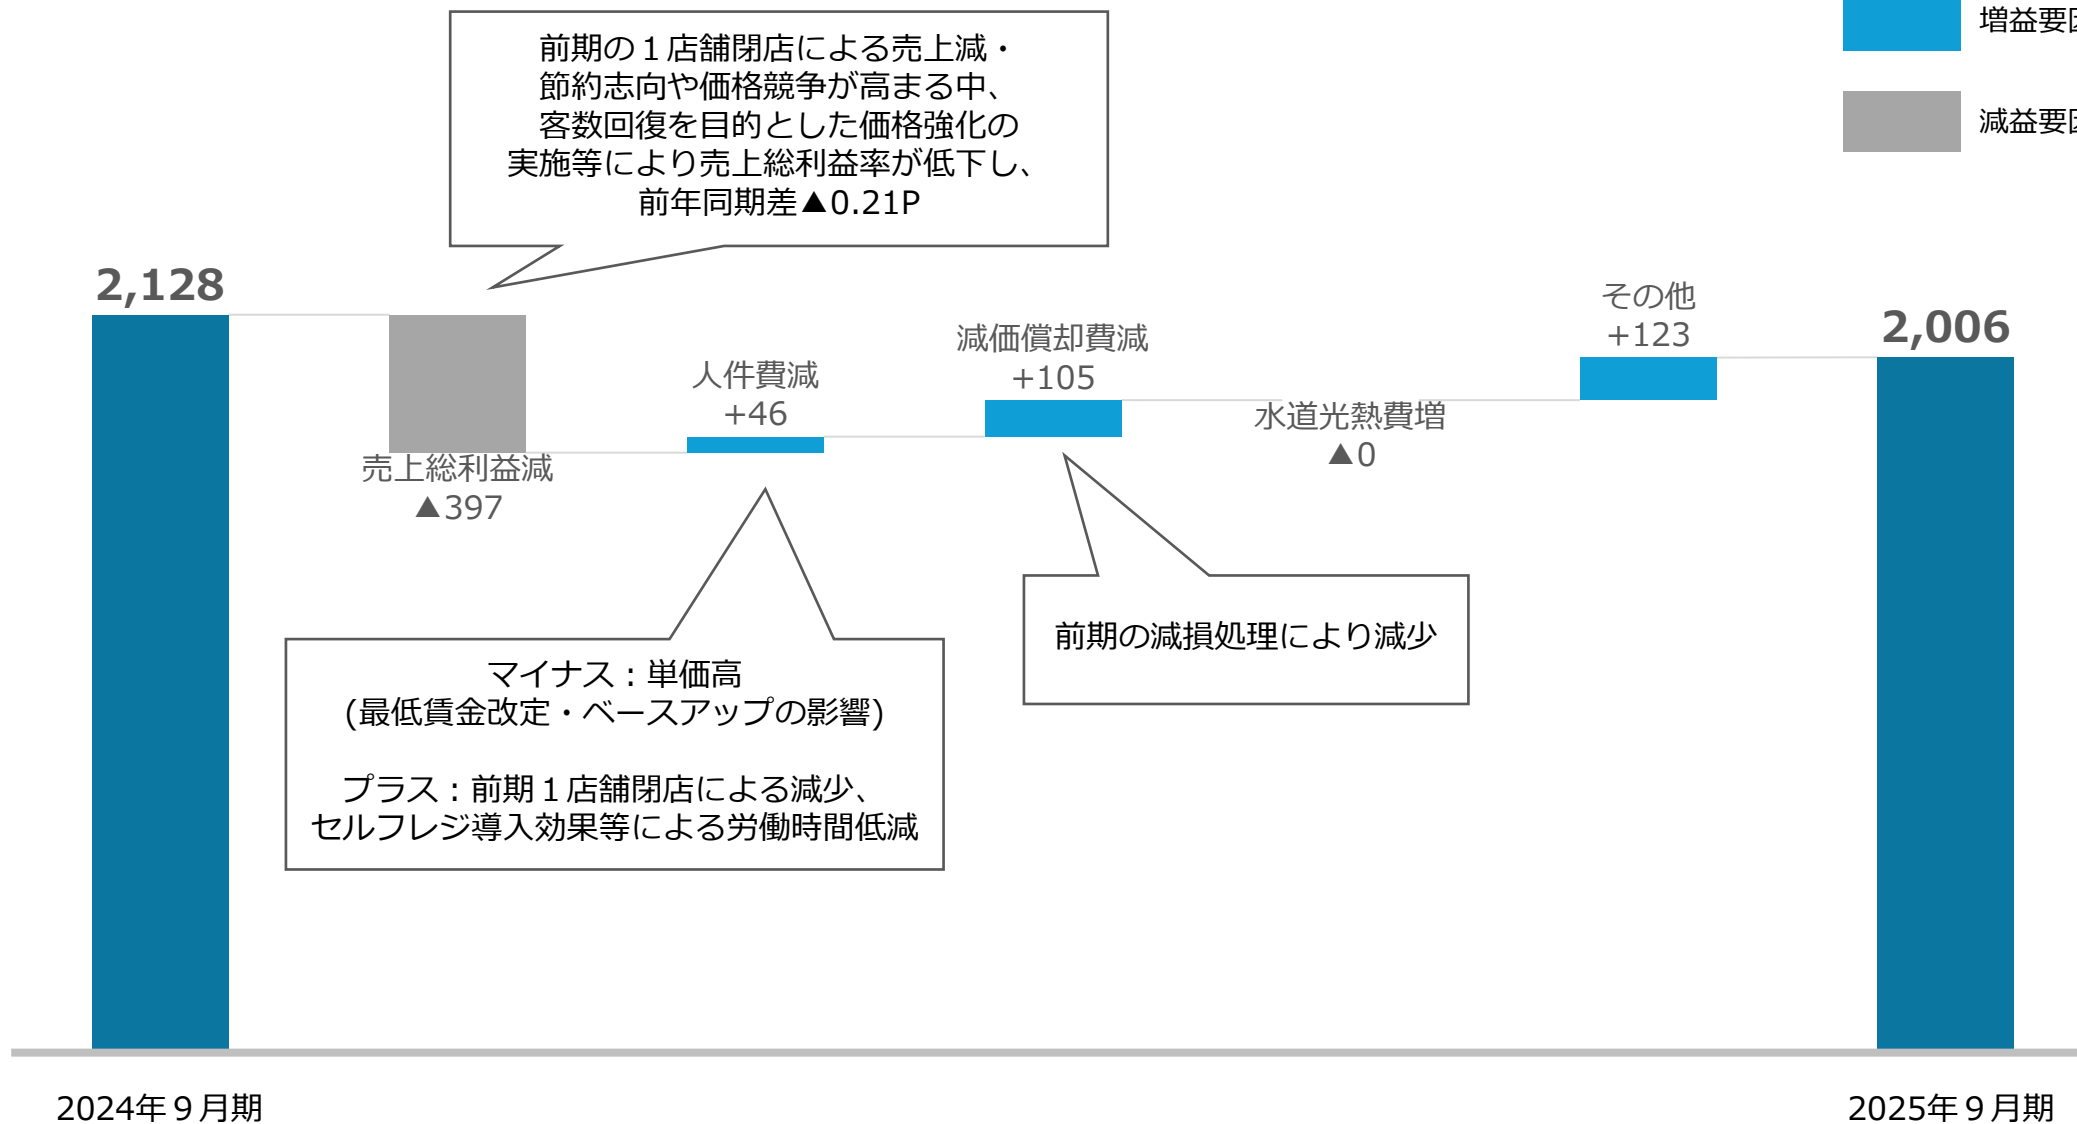 増益要因
減益要
前期の１店舗閉店による売上減・
節約志向や価格競争が高まる中、
客数回復を目的とした価格強化の
実施等により売上総利益率が低下し、
前年同期差▲0.21P
2,128
売上総利益減
▲397
人件費減
+46
減価償却費減
+105
水道光熱費増
▲0
その他
+123
2,006
マイナス：単価高
(最低賃金改定・ベースアップの影響)
プラス：前期１店舗閉店による減少、
セルフレジ導入効果等による労働時間低減
前期の減損処理により減少
2024年９月期
2025年９月期